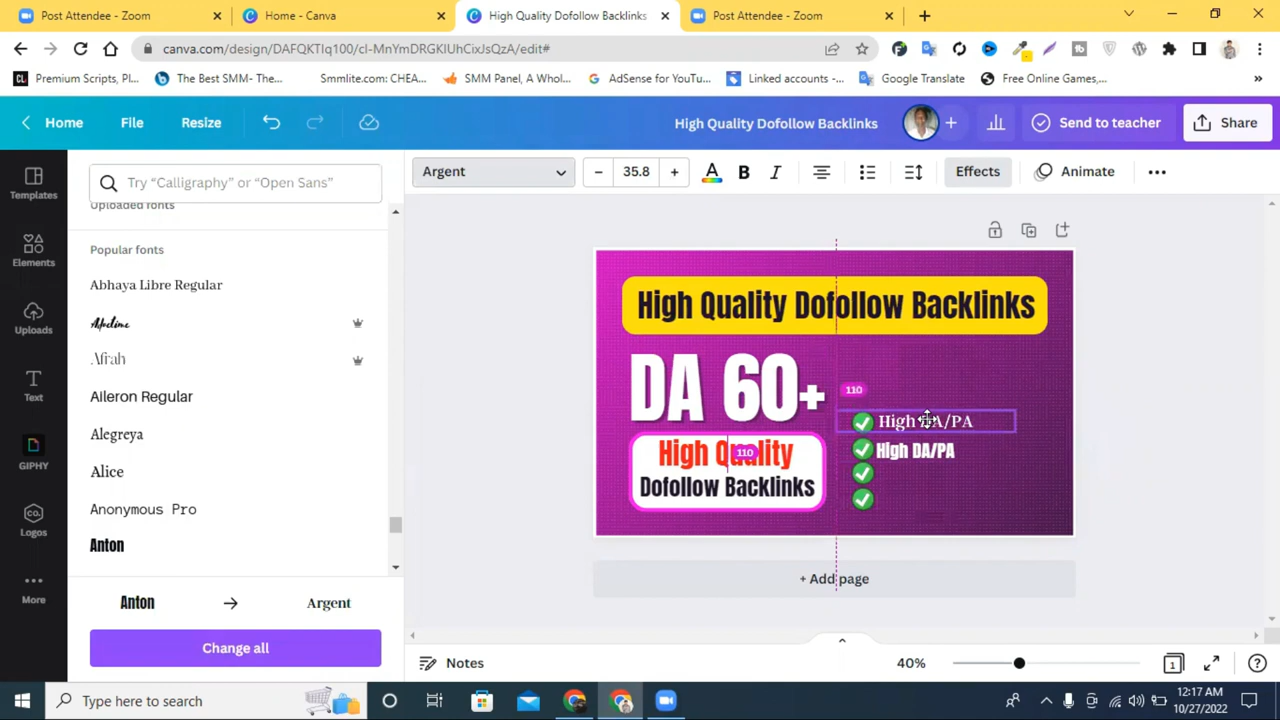 Post Attendee - Zoom
Home - Canva
High Quality Dofollow Backlinks
Post Attendee - Zoom
canva.com/design/DAFQKTIq100/cI-MnYmDRGKIUhCixJsQzA/edit#
Premium Scripts, Pl...
The Best SMM- The...
Smmlite.com: CHEA...
SMM Panel, A Whol...
AdSense for YouTu...
Linked accounts -...
Google Translate
Free Online Games,...
Home
File
Resize
High Quality Dofollow Backlinks
Send to teacher
Share
Templates
Elements
Uploads
Text
GIPHY
Logos
More
Try “Calligraphy” or “Open Sans”
Uploaded fonts
Popular fonts
Abhaya Libre Regular
Afrah
Aileron Regular
Alegreya
Alice
Anonymous Pro
Anton
Anton → Argent
Change all
Argent
35.8
Effects
Animate
High Quality Dofollow Backlinks
DA 60+
110
High Quality
110
Dofollow Backlinks
High DA/PA
High DA/PA
+ Add page
Notes
40%
1
Type here to search
12:17 AM
10/27/2022